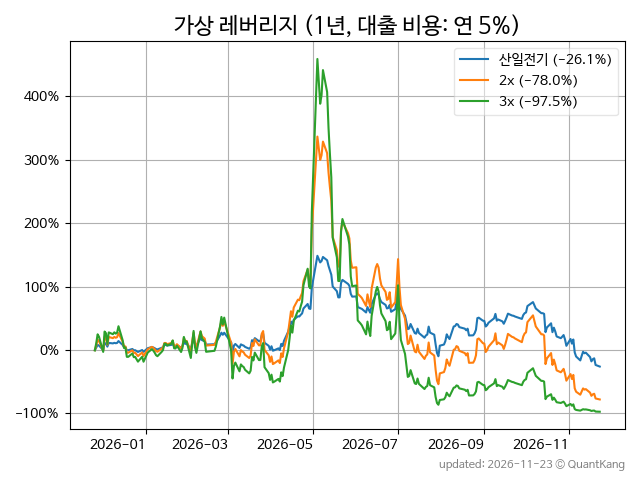 가상 레버리지 (1년, 대출 비용: 연 5%)
산일전기 (-26.1%)
2x (-78.0%)
3x (-97.5%)
400%
300%
200%
100%
0%
-100%
2026-01 2026-03 2026-05 2026-07 2026-09 2026-11
updated: 2026-11-23 © QuantKang